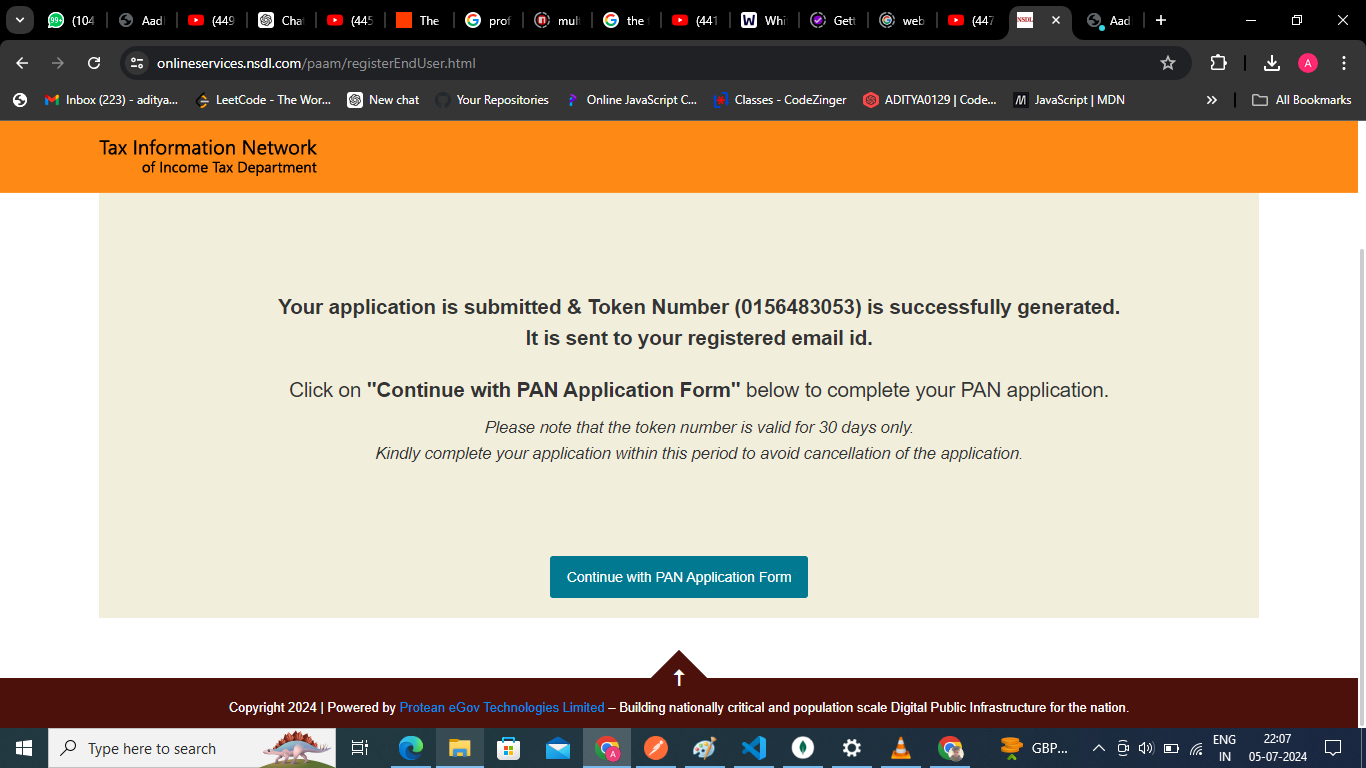 (104
Aad
(449
Cha
(445
The
prof
mult
the
(441
Whi
Gett
web
(447
NSDL
Aad
onlineservices.nsdl.com/paam/registerEndUser.html
A
Inbox (223) - aditya...
LeetCode - The Wor...
New chat
Your Repositories
Online JavaScript C...
Classes - CodeZinger
ADITYA0129 | Code...
JavaScript | MDN
All Bookmarks
Tax Information Network
of Income Tax Department
Your application is submitted & Token Number (0156483053) is successfully generated.
It is sent to your registered email id.
Click on "Continue with PAN Application Form" below to complete your PAN application.
Please note that the token number is valid for 30 days only.
Kindly complete your application within this period to avoid cancellation of the application.
Continue with PAN Application Form
Copyright 2024 | Powered by Protean eGov Technologies Limited – Building nationally critical and population scale Digital Public Infrastructure for the nation.
Type here to search
GBP...
ENG
IN
22:07
05-07-2024